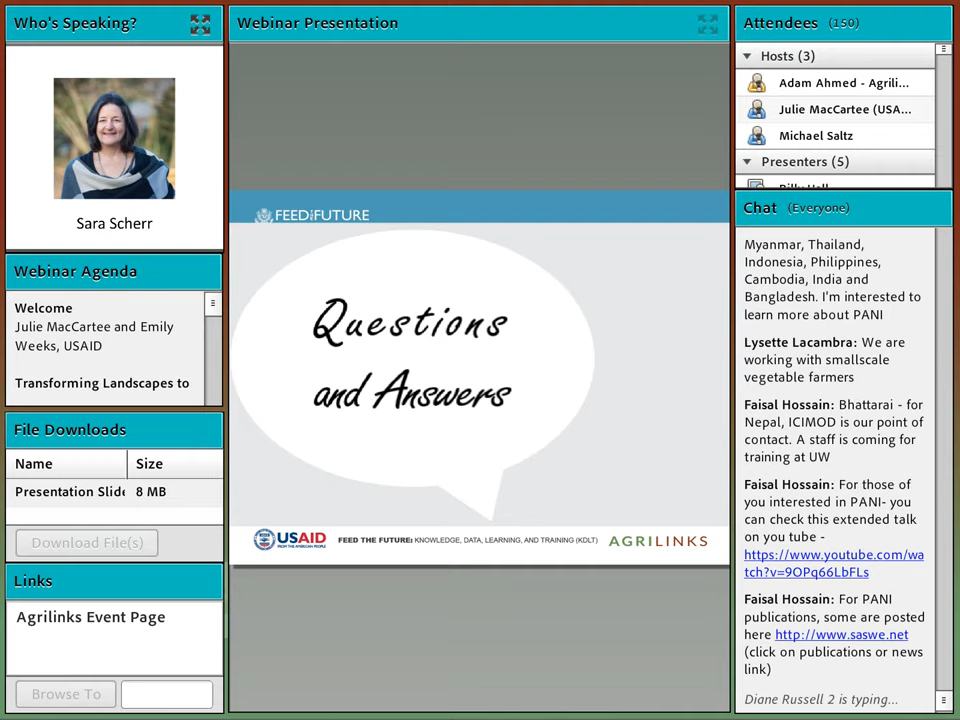 Who's Speaking?
Sara Scherr
Webinar Agenda
Welcome
Julie MacCartee and Emily
Weeks, USAID
Transforming Landscapes to
File Downloads
Name Size
Presentation Slide 8 MB
Download File(s)
Links
Agrilinks Event Page
Browse To
Webinar Presentation
FEED THE FUTURE
Questions
and Answers
USAID
FROM THE AMERICAN PEOPLE
FEED THE FUTURE: KNOWLEDGE, DATA, LEARNING, AND TRAINING (KDLT)
AGRILINKS
Attendees (150)
Hosts (3)
Adam Ahmed - Agrili...
Julie MacCartee (USA...
Michael Saltz
Presenters (5)
Chat (Everyone)
Myanmar, Thailand,
Indonesia, Philippines,
Cambodia, India and
Bangladesh. I'm interested to
learn more about PANI
Lysette Lacambra: We are
working with smallscale
vegetable farmers
Faisal Hossain: Bhattarai - for
Nepal, ICIMOD is our point of
contact. A staff is coming for
training at UW
Faisal Hossain: For those of
you interested in PANI- you
can check this extended talk
on you tube -
https://www.youtube.com/wa
tch?v=9OPq66LbFLs
Faisal Hossain: For PANI
publications, some are posted
here http://www.saswe.net
(click on publications or news
link)
Diane Russell 2 is typing...